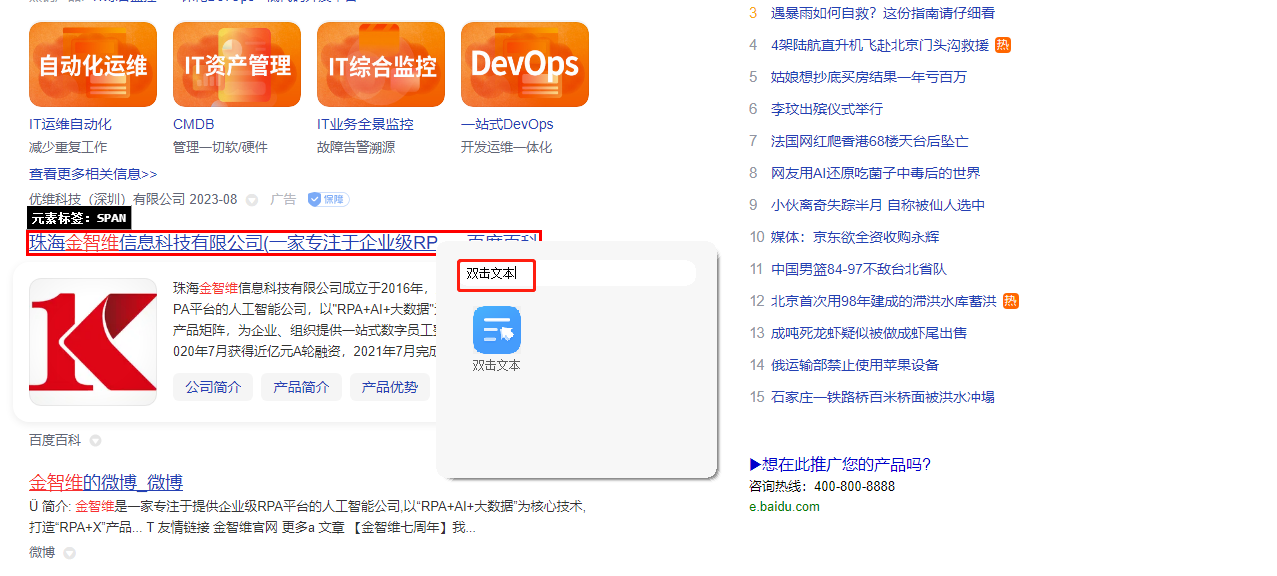 自动化运维
IT资产管理
IT综合监控
DevOps
IT运维自动化
CMDB
IT业务全景监控
一站式DevOps
减少重复工作
管理一切软/硬件
故障告警溯源
开发运维一体化
查看更多相关信息>>
优维科技（深圳）有限公司 2023-08 广告 保障
元素标签：SPAN
珠海金智维信息科技有限公司(一家专注于企业级RP
双击文本
双击文本
珠海金智维信息科技有限公司成立于2016年，
PA平台的人工智能公司，以"RPA+AI+大数据"
产品矩阵，为企业、组织提供一站式数字员工
020年7月获得近亿元A轮融资，2021年7月完成
公司简介
产品简介
产品优势
百度百科
金智维的微博_微博
Ü 简介: 金智维是一家专注于提供企业级RPA平台的人工智能公司,以“RPA+AI+大数据”为核心技术,
打造“RPA+X”产品... T 友情链接 金智维官网 更多a 文章 【金智维七周年】我...
微博
3 遇暴雨如何自救？这份指南请仔细看
4 4架陆航直升机飞赴北京门头沟救援 热
5 姑娘想抄底买房结果一年亏百万
6 李玟出殡仪式举行
7 法国网红爬香港68楼天台后坠亡
8 网友用AI还原吃菌子中毒后的世界
9 小伙离奇失踪半月 自称被仙人选中
10 媒体：京东欲全资收购永辉
11 中国男篮84-97不敌台北省队
12 北京首次用98年建成的滞洪水库蓄洪 热
13 成吨死龙虾疑似被做成虾尾出售
14 俄运输部禁止使用苹果设备
15 石家庄一铁路桥百米桥面被洪水冲塌
▶想在此推广您的产品吗？
咨询热线：400-800-8888
e.baidu.com